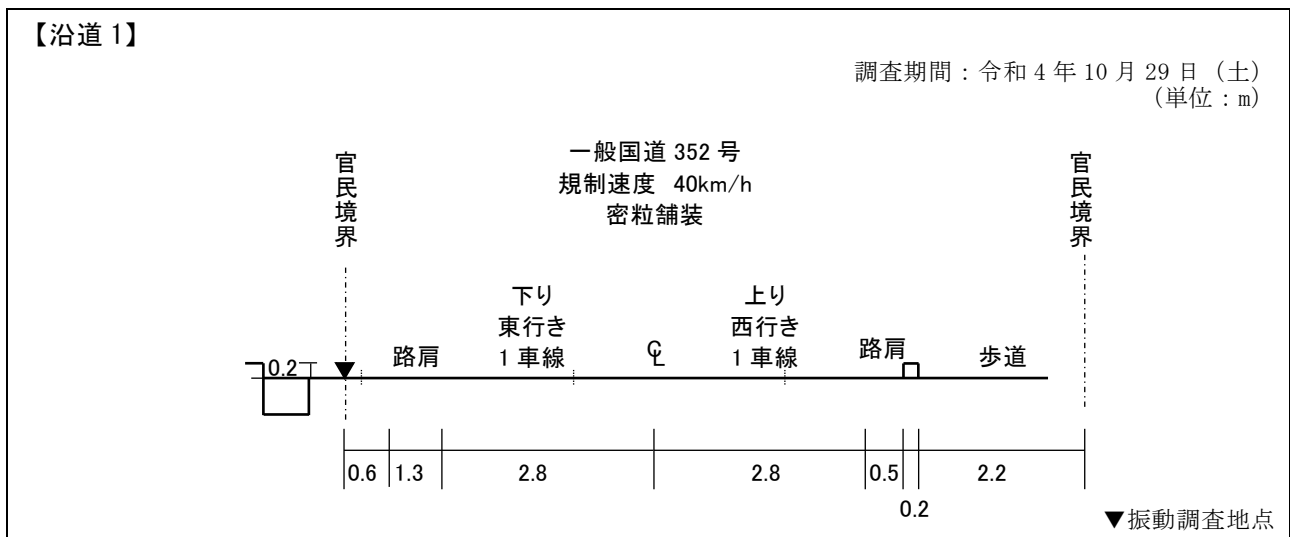 【沿道 1】
調査期間：令和 4 年 10 月 29 日（土）
（単位：m）
一般国道 352 号
規制速度 40km/h
密粒舗装
官民境界
官民境界
下り
東行き
1 車線
上り
西行き
1 車線
路肩
℄
路肩
歩道
0.2
0.6
1.3
2.8
2.8
0.5
2.2
0.2
▼振動調査地点